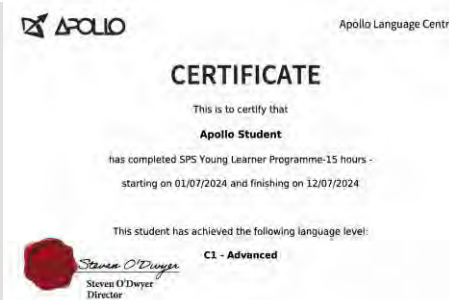 APOLLO
Apollo Language Centr
CERTIFICATE
This is to certify that
Apollo Student
has completed SPS Young Learner Programme-15 hours -
starting on 01/07/2024 and finishing on 12/07/2024
This student has achieved the following language level:
C1 - Advanced
Steven O'Dwyer
Steven O'Dwyer
Director